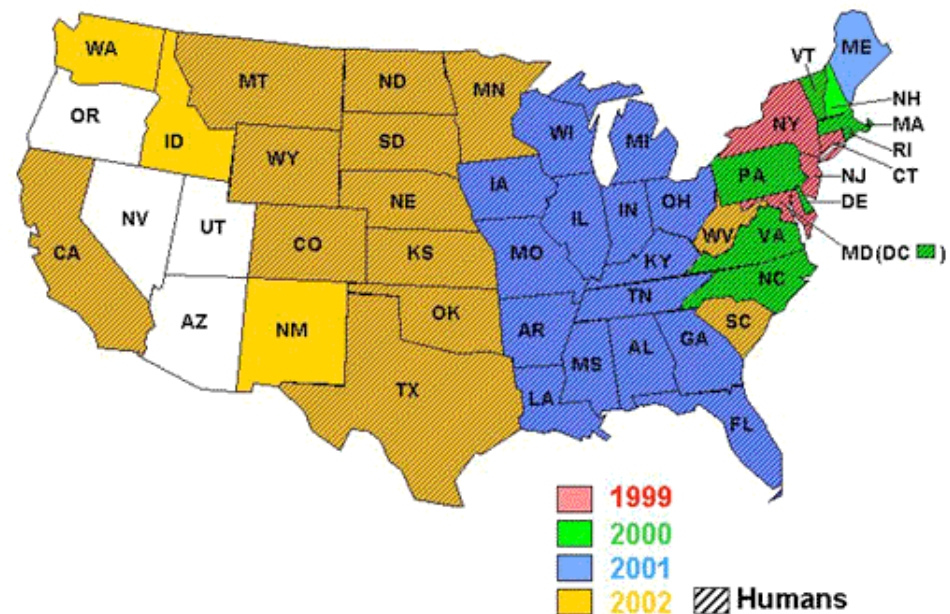 WA
MT
ND
MN
VT
ME
OR
ID
WY
SD
WI
MI
NY
NH
MA
RI
CT
NJ
DE
MD(DC )
PA
NV
UT
CO
NE
IA
IL
IN
OH
WV
VA
CA
KS
MO
KY
NC
AZ
NM
OK
AR
TN
SC
TX
LA
MS
AL
GA
FL
1999
2000
2001
2002
Humans